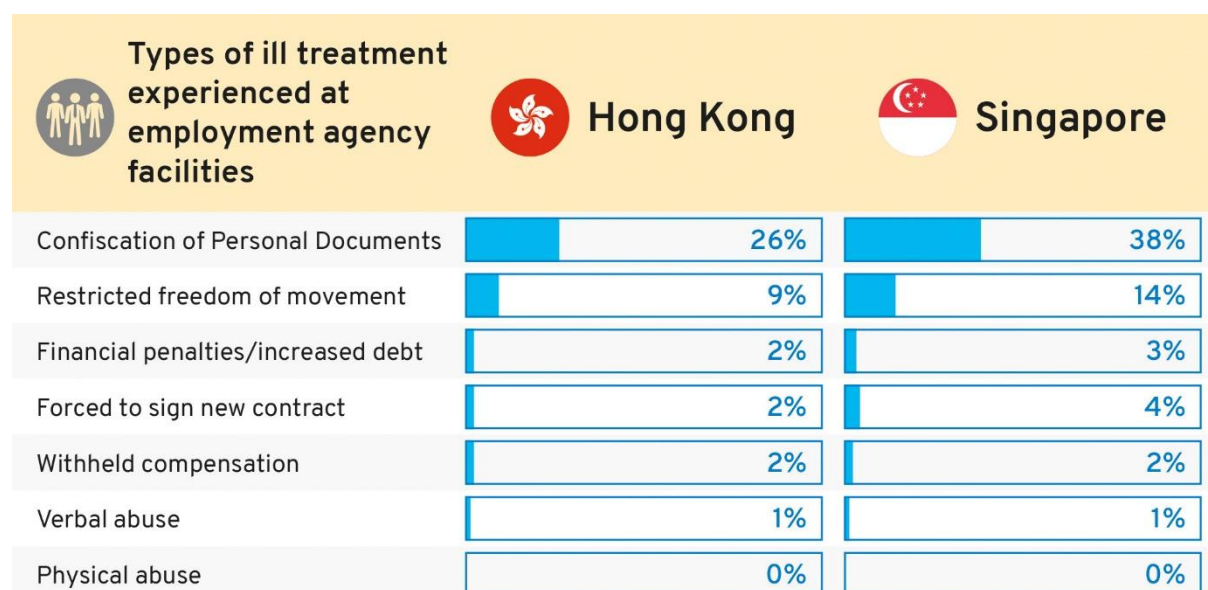 Types of ill treatment
experienced at
employment agency
facilities
Hong Kong
Singapore
Confiscation of Personal Documents 26% 38%
Restricted freedom of movement 9% 14%
Financial penalties/increased debt 2% 3%
Forced to sign new contract 2% 4%
Withheld compensation 2% 2%
Verbal abuse 1% 1%
Physical abuse 0% 0%